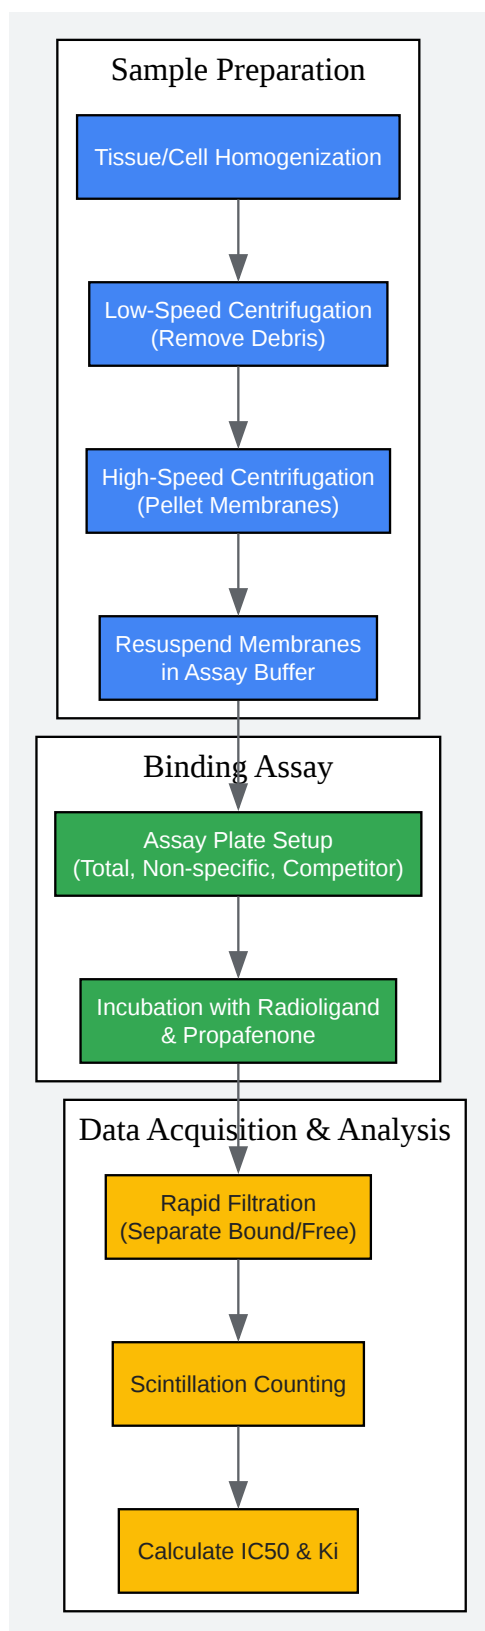 Sample Preparation
Tissue/Cell Homogenization
Low-Speed Centrifugation
(Remove Debris)
High-Speed Centrifugation
(Pellet Membranes)
Resuspend Membranes
in Assay Buffer
Binding Assay
Assay Plate Setup
(Total, Non-specific, Competitor)
Incubation with Radioligand
& Propafenone
Data Acquisition & Analysis
Rapid Filtration
(Separate Bound/Free)
Scintillation Counting
Calculate IC50 & Ki